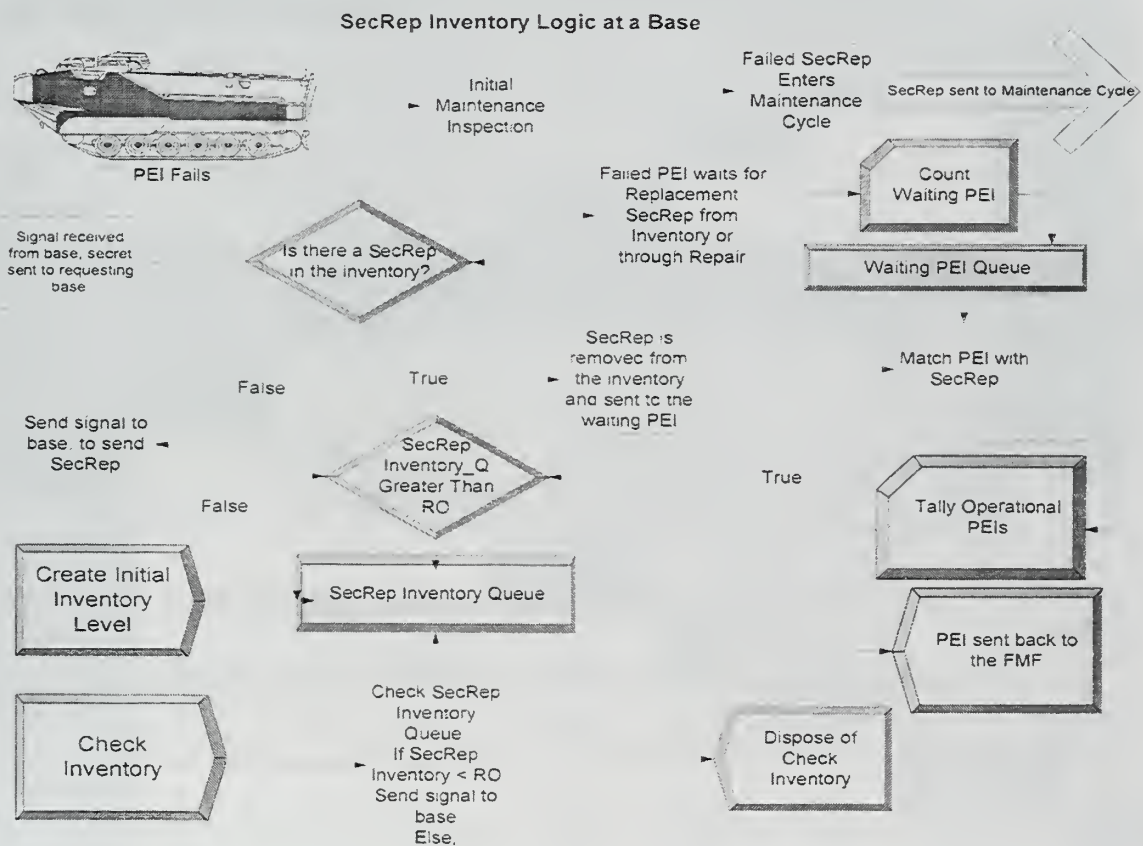 SecRep Inventory Logic at a Base
PEI Fails
Initial
Maintenance
Inspection
Failed SecRep
Enters
Maintenance
Cycle
SecRep sent to Maintenance Cycle
Signal received
from base, secret
sent to requesting
base
Is there a SecRep
in the inventory?
Failed PEI waits for
Replacement
SecRep from
Inventory or
through Repair
Count
Waiting PEI
Waiting PEI Queue
False
True
SecRep is
removed from
the inventory
and sent to the
waiting PEI
Match PEI with
SecRep
Send signal to
base, to send
SecRep
SecRep
Inventory_Q
Greater Than
RO
False
True
Tally Operational
PEIs
Create Initial
Inventory
Level
SecRep Inventory Queue
PEI sent back to
the FMF
Check
Inventory
Check SecRep
Inventory
Queue
If SecRep
Inventory < RO
Send signal to
base
Else,
Dispose of
Check
Inventory